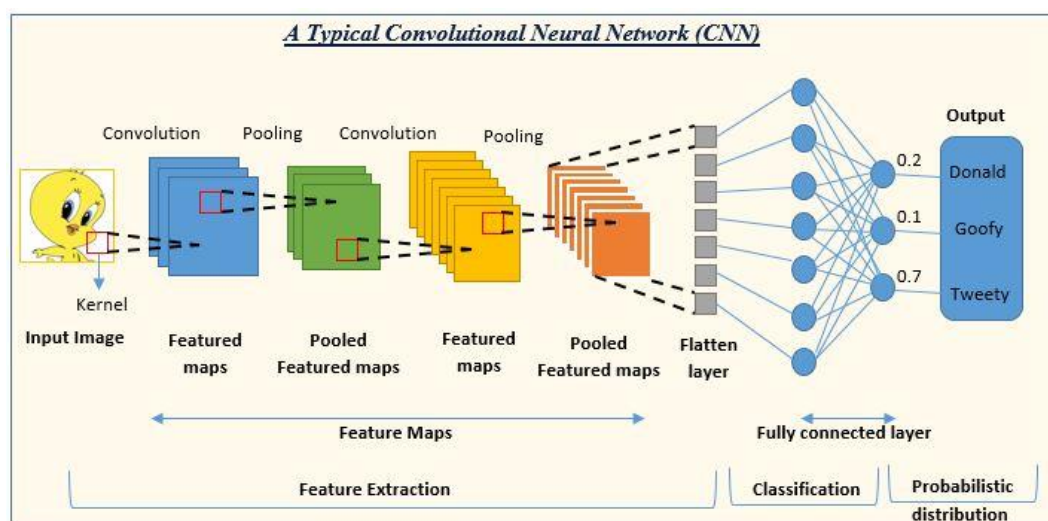 A Typical Convolutional Neural Network (CNN)
Convolution
Pooling
Convolution
Pooling
Output
0.2
Donald
0.1
Goofy
0.7
Tweety
Kernel
Input Image
Featured
maps
Pooled
Featured maps
Featured
maps
Pooled
Featured maps
Flatten
layer
Feature Maps
Fully connected layer
Feature Extraction
Classification
Probabilistic
distribution